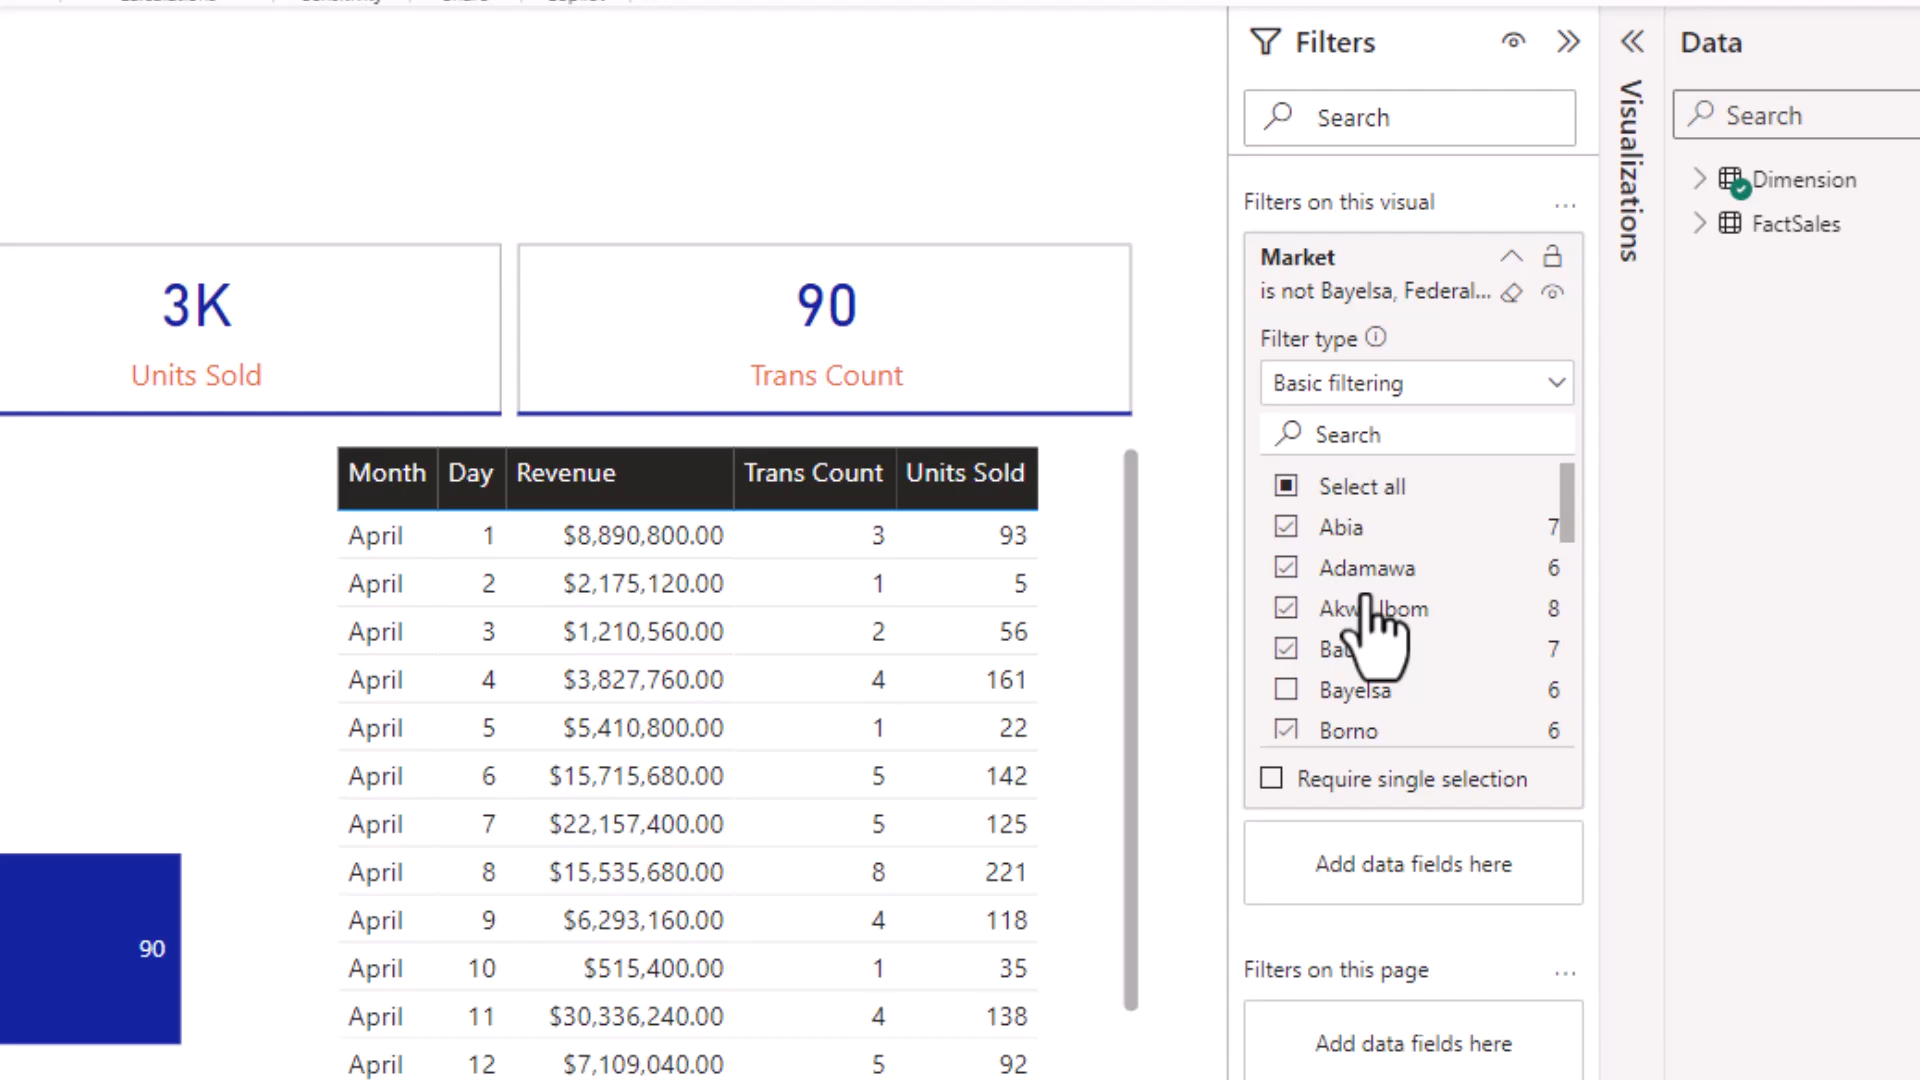 Filters
Search
Filters on this visual
Market
is not Bayelsa, Federal...
Filter type
Basic filtering
Search
Select all
Abia 7
Adamawa 6
8
7
Bayelsa 6
Borno 6
Require single selection
Add data fields here
Filters on this page
Add data fields here
Visualizations
Data
Search
Dimension
FactSales
3K
Units Sold
90
Trans Count
Month Day Revenue Trans Count Units Sold
April 1 $8,890,800.00 3 93
April 2 $2,175,120.00 1 5
April 3 $1,210,560.00 2 56
April 4 $3,827,760.00 4 161
April 5 $5,410,800.00 1 22
April 6 $15,715,680.00 5 142
April 7 $22,157,400.00 5 125
April 8 $15,535,680.00 8 221
April 9 $6,293,160.00 4 118
April 10 $515,400.00 1 35
April 11 $30,336,240.00 4 138
April 12 $7,109,040.00 5 92
90